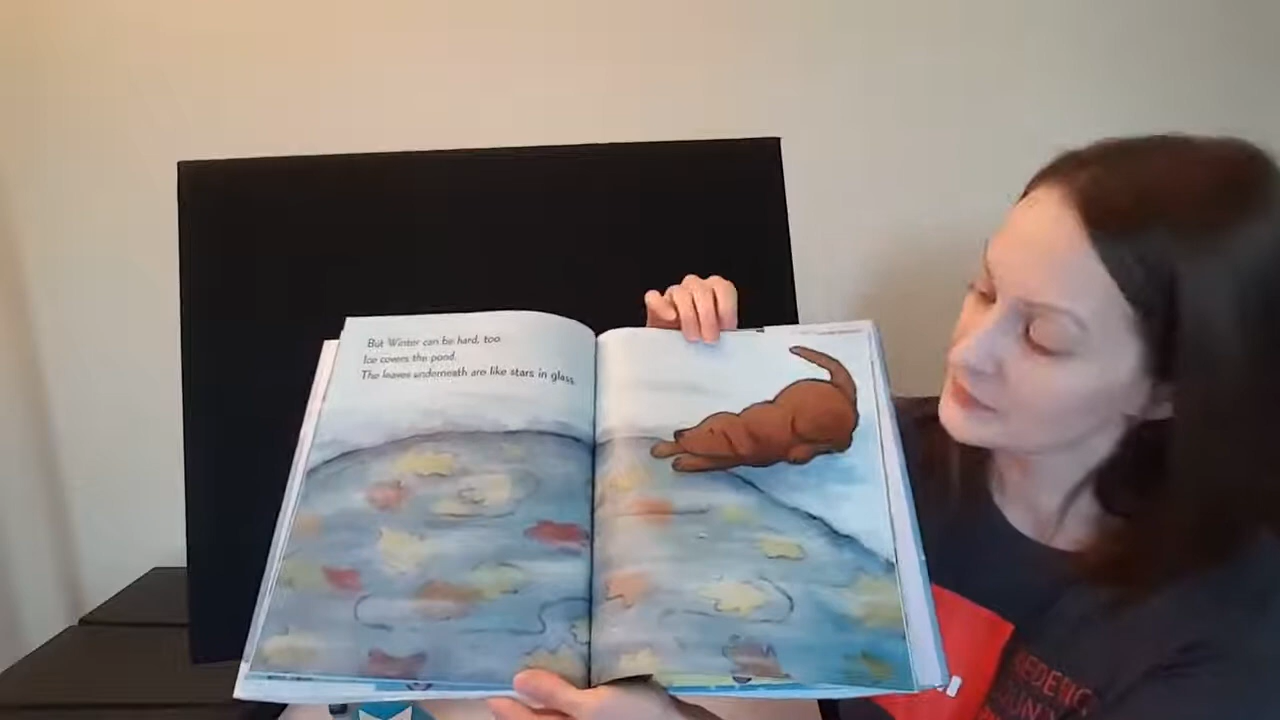 But Winter can be hard, too.
Ice covers the pond.
The leaves underneath are like stars in glass.